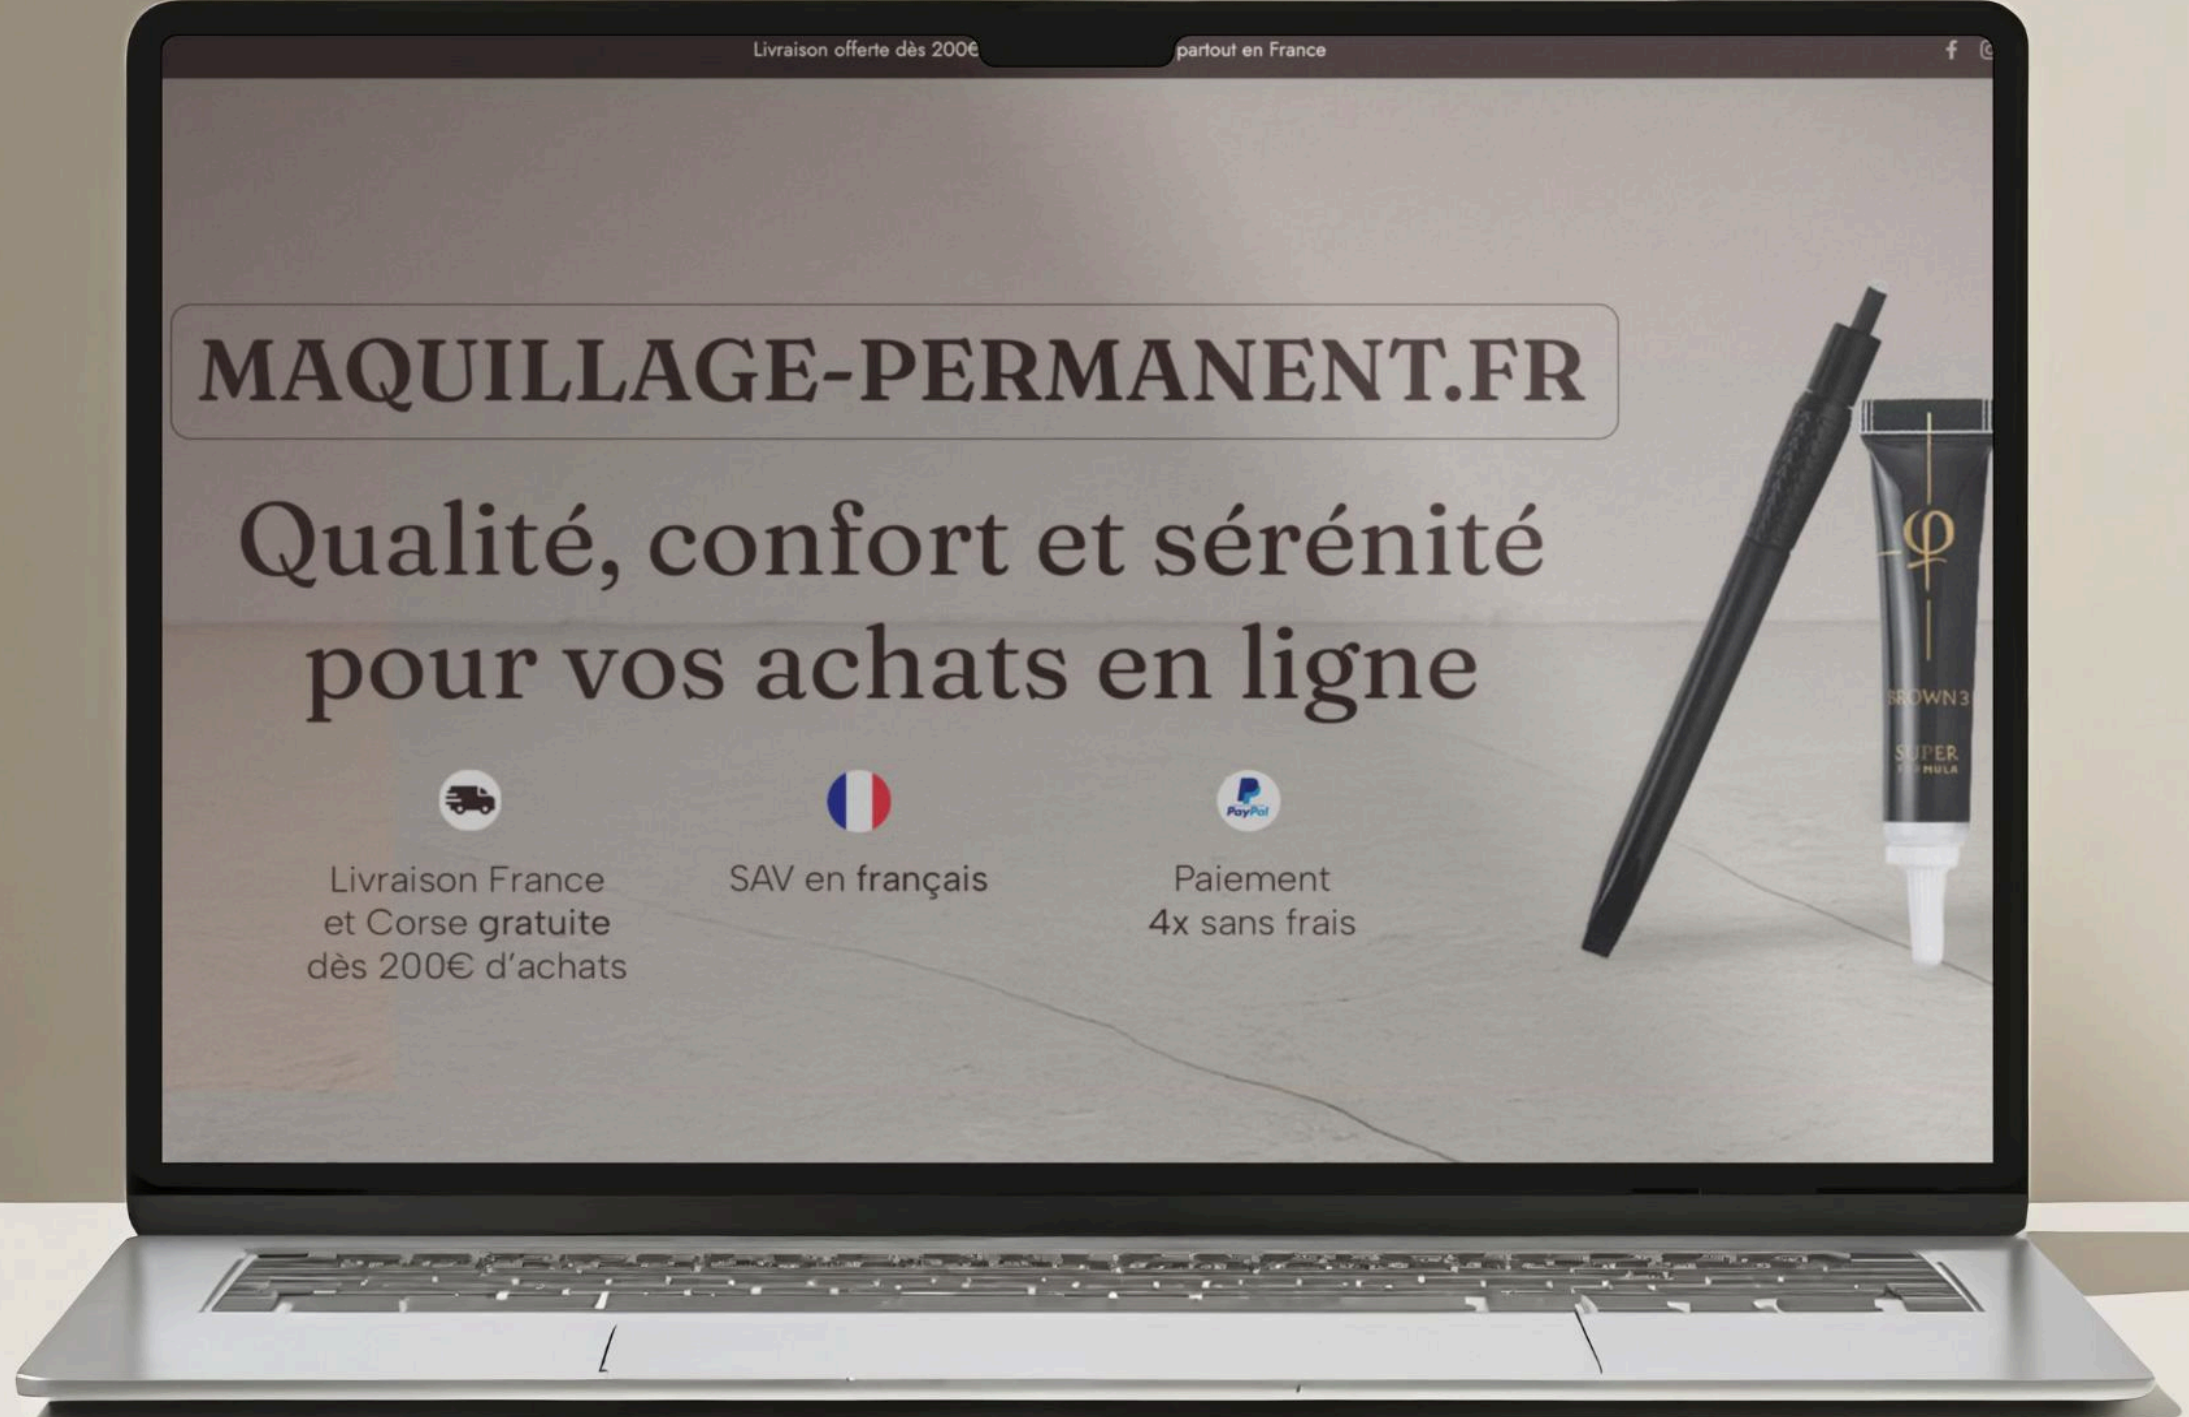 Livraison offerte dès 200€ partout en France
MAQUILLAGE-PERMANENT.FR
Qualité, confort et sérénité
pour vos achats en ligne
PayPal
Livraison France
et Corse gratuite
dès 200€ d’achats
SAV en français
Paiement
4x sans frais
φ
BROWN 3
SUPER
FORMULA